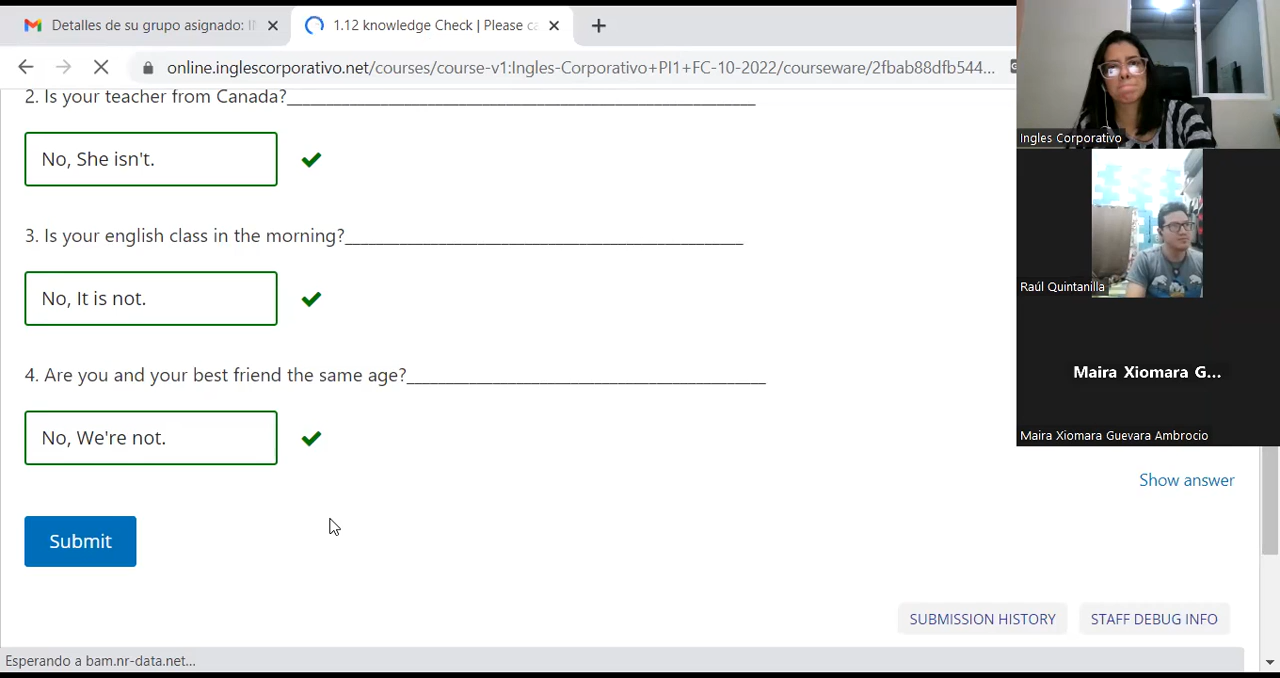 Detalles de su grupo asignado: I
1.12 knowledge Check | Please ca
online.inglescorporativo.net/courses/course-v1:Ingles-Corporativo+PI1+FC-10-2022/courseware/2fbab88dfb544...
2. Is your teacher from Canada?
No, She isn't.
3. Is your english class in the morning?
No, It is not.
4. Are you and your best friend the same age?
No, We're not.
Show answer
Submit
SUBMISSION HISTORY
STAFF DEBUG INFO
Esperando a bam.nr-data.net...
Ingles Corporativo
Raúl Quintanilla
Maira Xiomara G...
Maira Xiomara Guevara Ambrocio